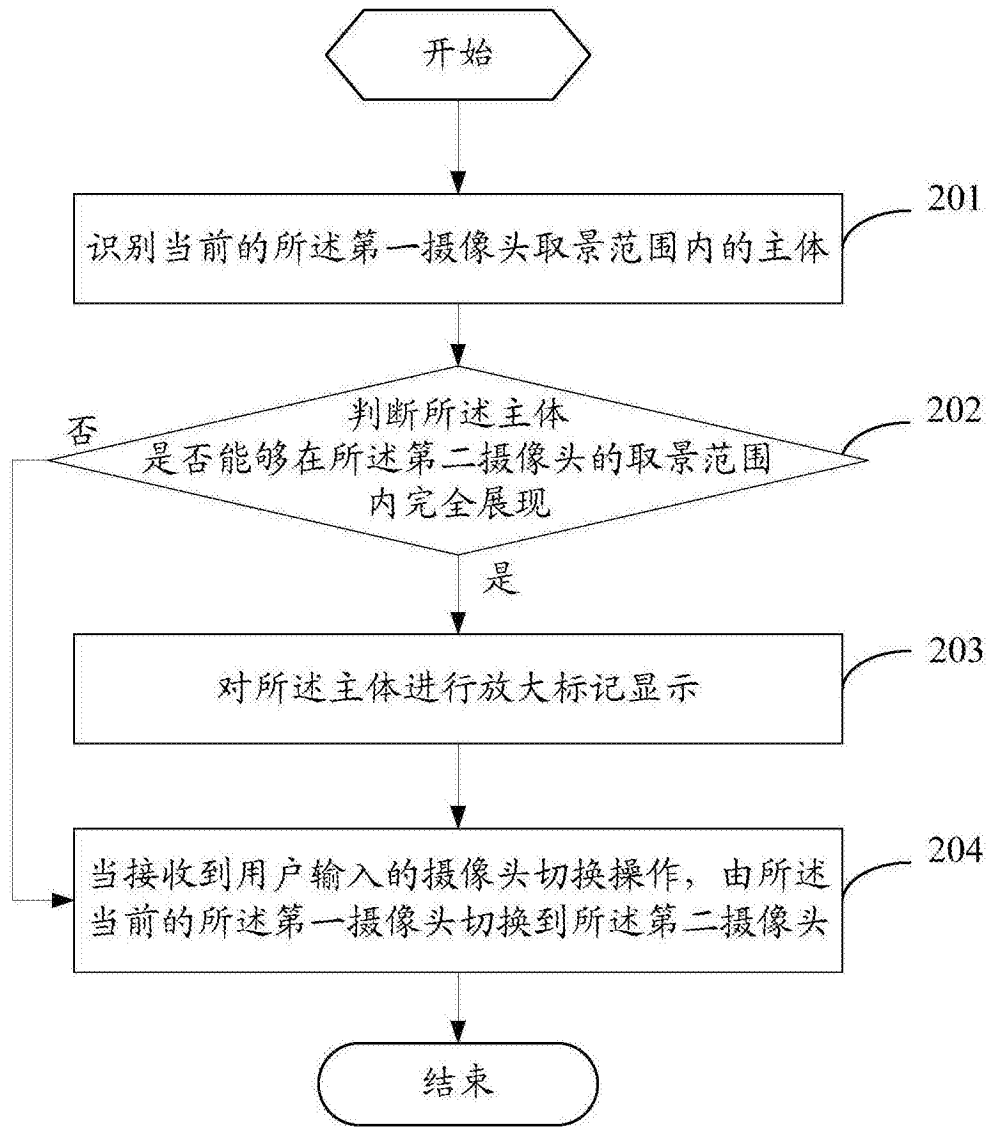 开始
201
识别当前的所述第一摄像头取景范围内的主体
否
202
判断所述主体
是否能够在所述第二摄像头的取景范围
内完全展现
是
203
对所述主体进行放大标记显示
204
当接收到用户输入的摄像头切换操作，由所述
当前的所述第一摄像头切换到所述第二摄像头
结束